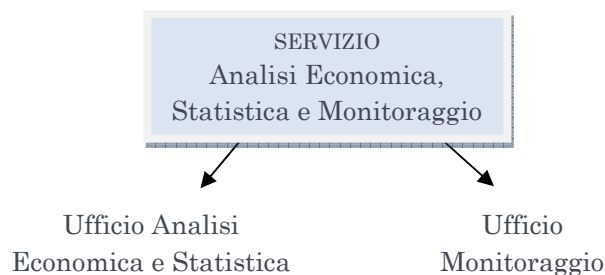 SERVIZIO
Analisi Economica,
Statistica e Monitoraggio
Ufficio Analisi
Economica e Statistica
Ufficio
Monitoraggio